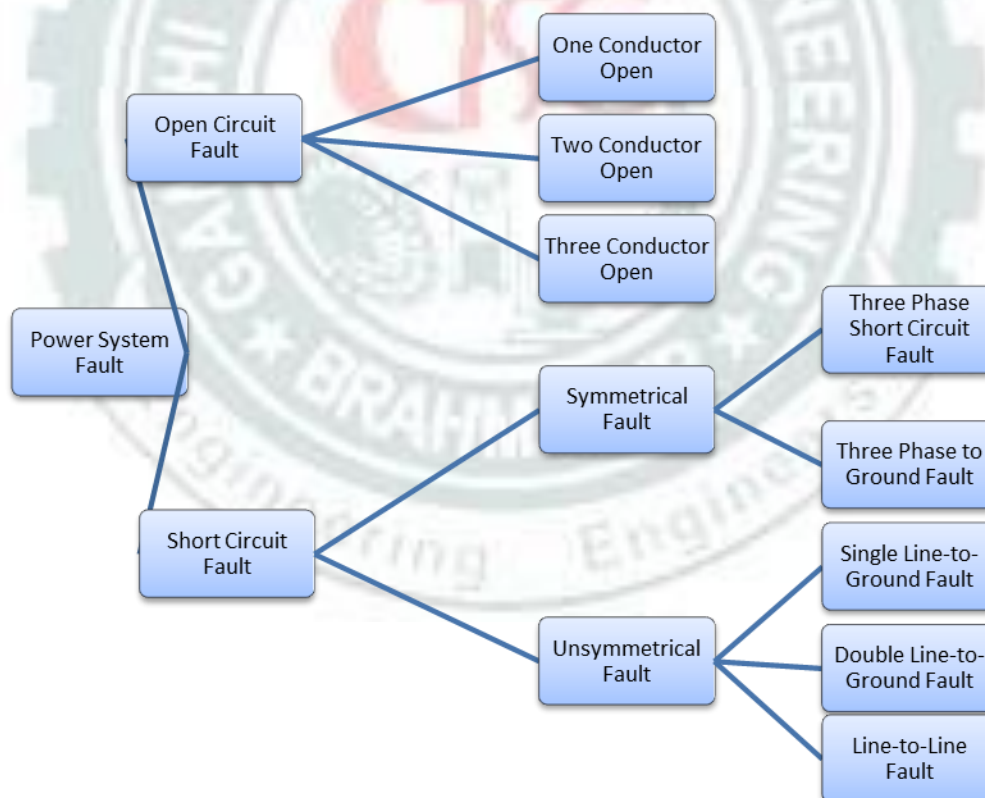 One Conductor
Open
Open Circuit
Fault
Two Conductor
Open
Three Conductor
Open
Power System
Fault
Three Phase
Short Circuit
Fault
Symmetrical
Fault
Three Phase to
Ground Fault
Short Circuit
Fault
Single Line-to-
Ground Fault
Unsymmetrical
Fault
Double Line-to-
Ground Fault
Line-to-Line
Fault